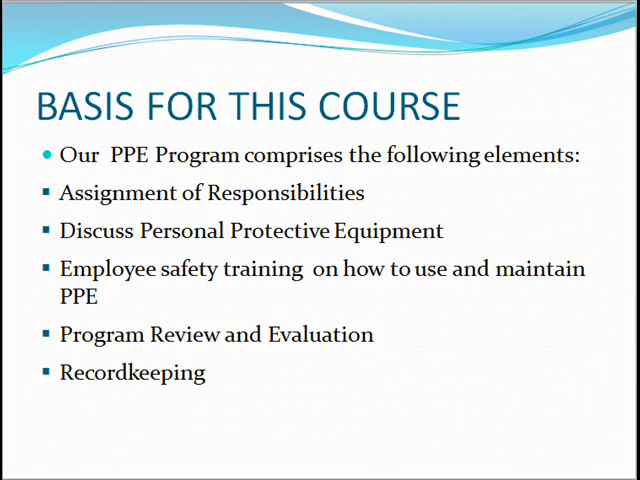 BASIS FOR THIS COURSE
Our PPE Program comprises the following elements:
Assignment of Responsibilities
Discuss Personal Protective Equipment
Employee safety training on how to use and maintain
PPE
Program Review and Evaluation
Recordkeeping